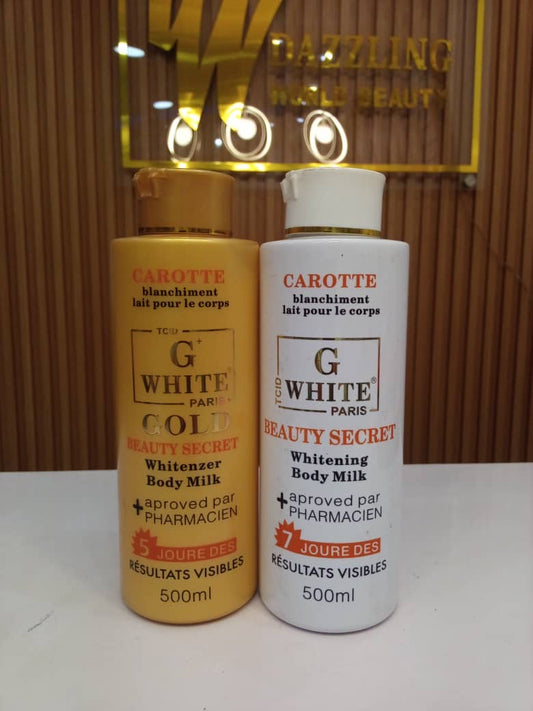 DAZZLING
WORLD BEAUTY
CAROTTE
blanchiment
lait pour le corps
TCID
G+
WHITE®
PARIS
GOLD
BEAUTY SECRET
Whitenzer
Body Milk
+aproved par
PHARMACIEN
5 JOURE DES
RÉSULTATS VISIBLES
500ml
CAROTTE
blanchiment
lait pour le corps
TCID
G
WHITE®
PARIS
BEAUTY SECRET
Whitening
Body Milk
+aproved par
PHARMACIEN
7 JOURE DES
RÉSULTATS VISIBLES
500ml